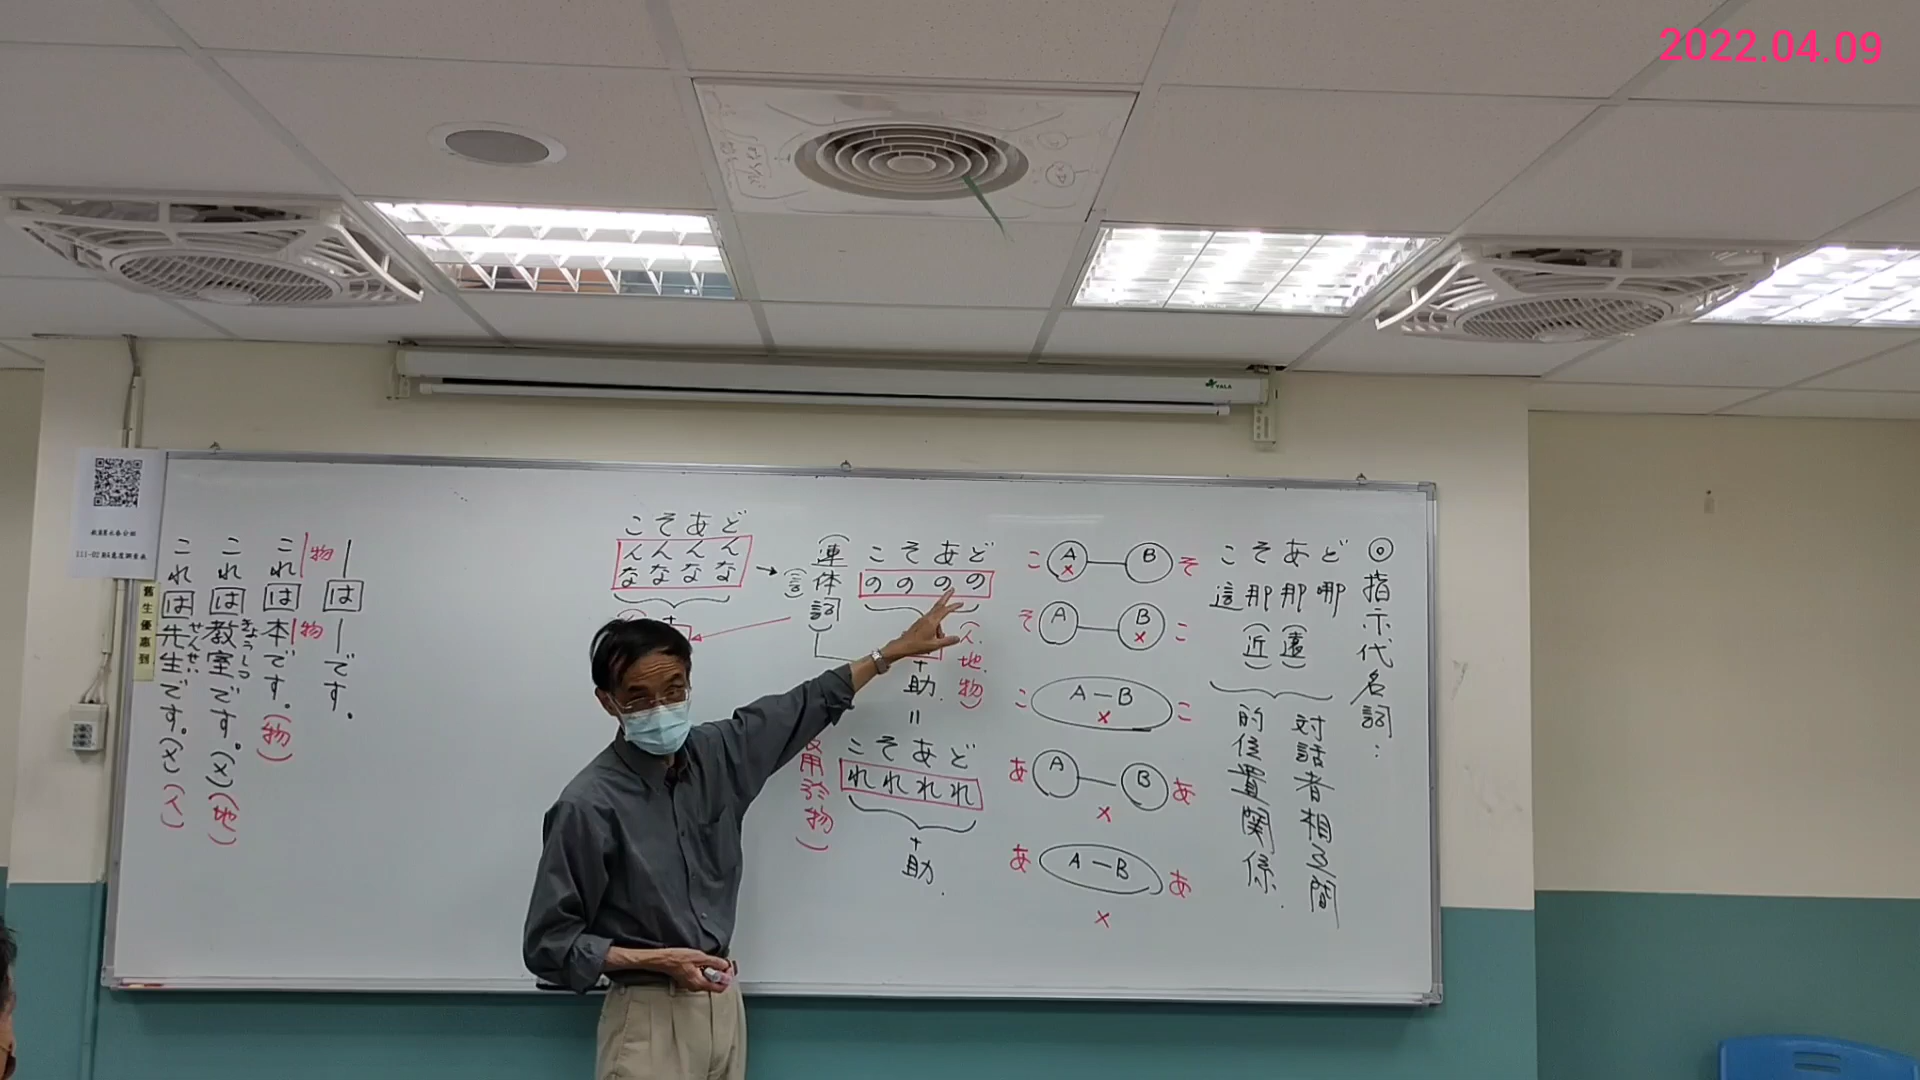 2022.04.09
YALA
◎指示代名詞：
こそあど
這那那哪
(近)(遠)
対話者相互間
的位置關係.
こ A × B そ
そ A B × こ
こ A－B × こ
あ A B × あ
あ A－B × あ
こそあど
のののの
(人.地.物)
+
助.
=
こそあど
れれれれ
+
助.
用於物)
(連体詞
こそあど
んんんん
なななな
→
一は一です。
物
物
これは本です。(物)
これは教室です。(×)(地)
きょうしつ
これは先生です。(×)(人)
せんせい
舊生優惠到